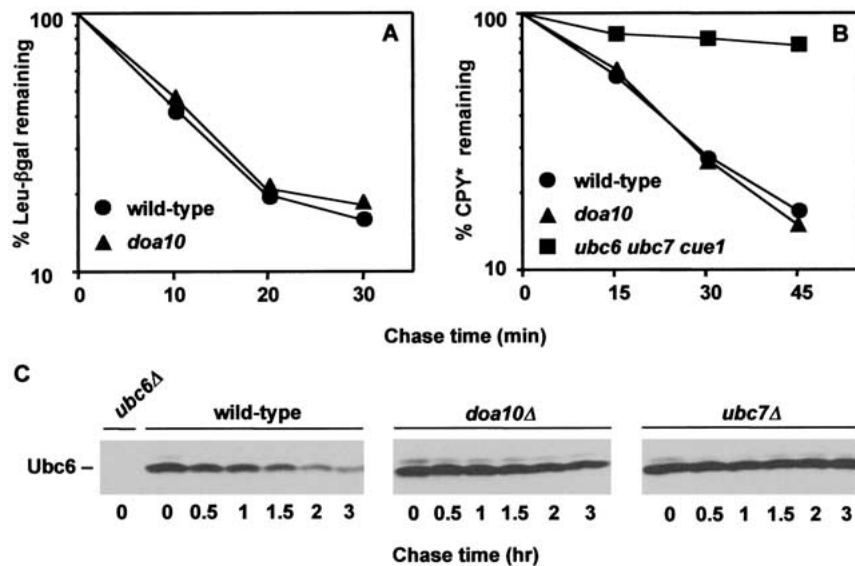 A
100
10
% Leu-βgal remaining
wild-type
doa10
0 10 20 30
B
100
10
% CPY* remaining
wild-type
doa10
ubc6 ubc7 cue1
0 15 30 45
Chase time (min)
C
ubc6Δ wild-type doa10Δ ubc7Δ
Ubc6 –
0 0 0.5 1 1.5 2 3 0 0.5 1 1.5 2 3 0 0.5 1 1.5 2 3
Chase time (hr)